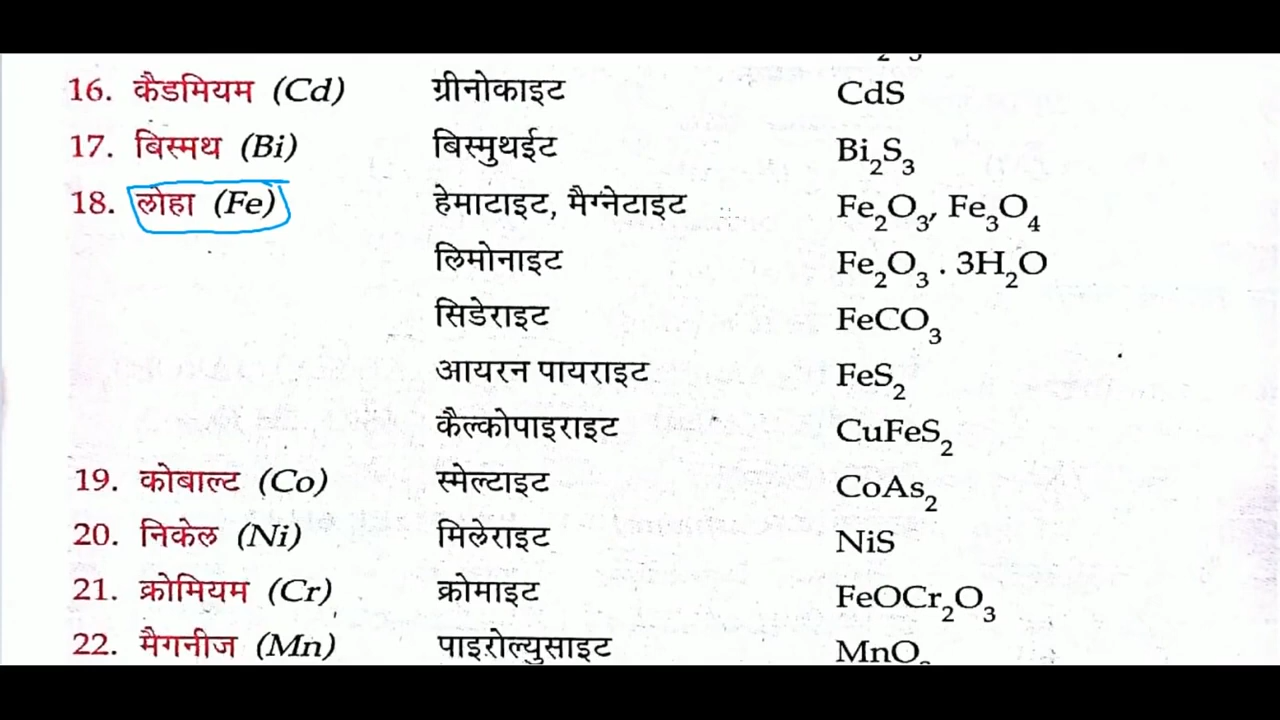 16. कैडमियम (Cd) ग्रीनोकाइट CdS
17. बिस्मथ (Bi) बिस्मुथईट Bi₂S₃
18. लोहा (Fe) हेमाटाइट, मैग्नेटाइट Fe₂O₃, Fe₃O₄
लिमोनाइट Fe₂O₃ . 3H₂O
सिडेराइट FeCO₃
आयरन पायराइट FeS₂
कैल्कोपाइराइट CuFeS₂
19. कोबाल्ट (Co) स्मेल्टाइट CoAs₂
20. निकेल (Ni) मिलेराइट NiS
21. क्रोमियम (Cr) क्रोमाइट FeOCr₂O₃
22. मैगनीज (Mn) पाइरोल्युसाइट MnO